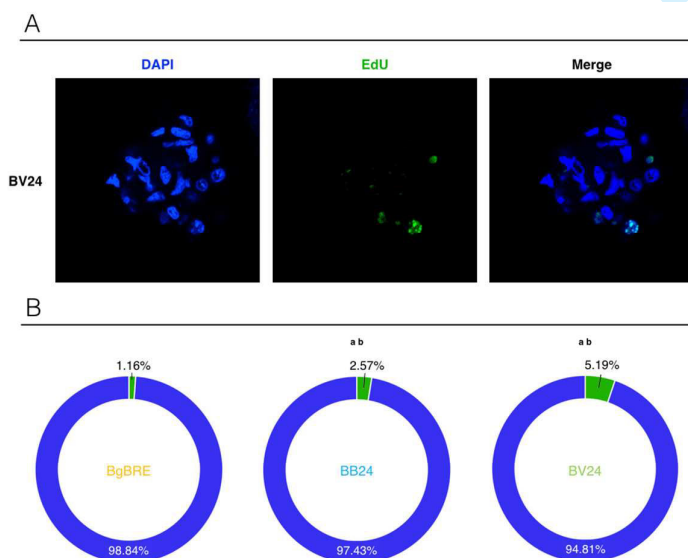 A
DAPI EdU Merge
BV24
B
a b a b
1.16% 2.57% 5.19%
BgBRE BB24 BV24
98.84% 97.43% 94.81%